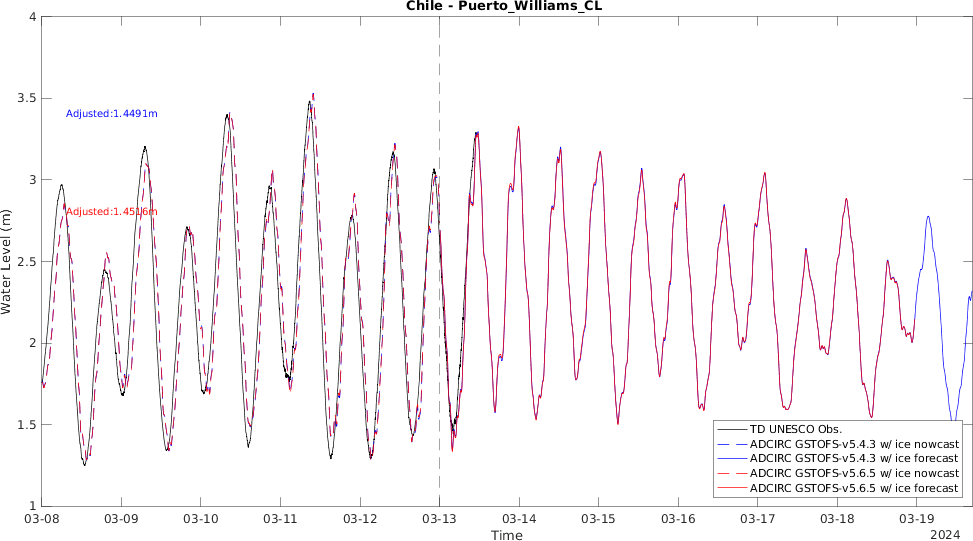 Chile - Puerto_Williams_CL
4
3.5
3
2.5
2
1.5
1
Water Level (m)
Adjusted:1.4491m
Adjusted:1.4516m
TD UNESCO Obs.
ADCIRC GSTOFS-v5.4.3 w/ ice nowcast
ADCIRC GSTOFS-v5.4.3 w/ ice forecast
ADCIRC GSTOFS-v5.6.5 w/ ice nowcast
ADCIRC GSTOFS-v5.6.5 w/ ice forecast
03-08 03-09 03-10 03-11 03-12 03-13 03-14 03-15 03-16 03-17 03-18 03-19
Time
2024